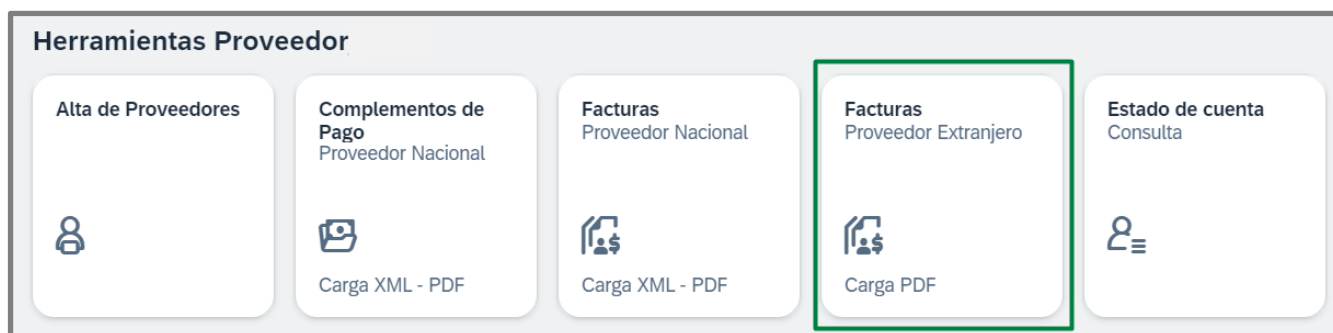 Herramientas Proveedor
Alta de Proveedores
Complementos de
Pago
Proveedor Nacional
Carga XML - PDF
Facturas
Proveedor Nacional
Carga XML - PDF
Facturas
Proveedor Extranjero
Carga PDF
Estado de cuenta
Consulta